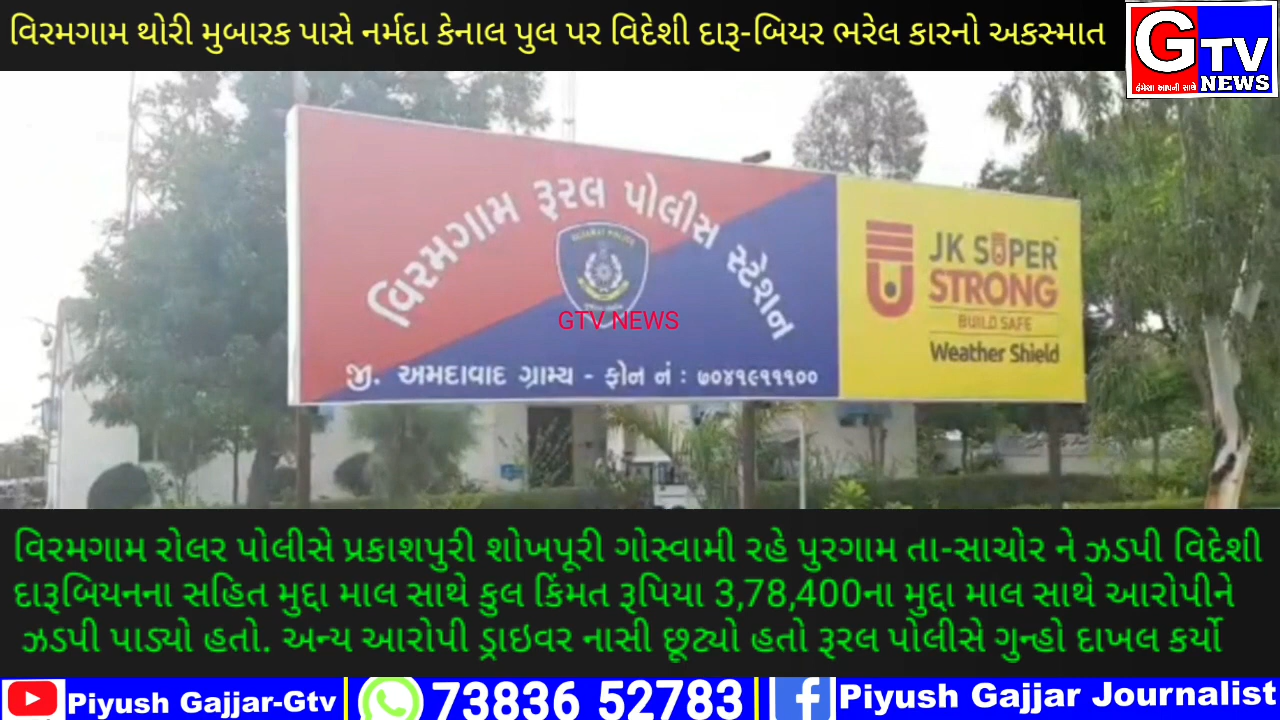 વિરમગામ થોરી મુબારક પાસે નર્મદા કેનાલ પુલ પર વિદેશી દારૂ-બિયર ભરેલ કારનો અકસ્માત
GTV
NEWS
હંમેશા આપની સાથે
વિરમગામ રૂરલ પોલીસ સ્ટેશન
GUJARAT POLICE
GTV NEWS
જી. અમદાવાદ ગ્રામ્ય - ફોન નં : ૭૦૪૧૯૧૧૧૦૦
JK SUPER
STRONG
BUILD SAFE
Weather Shield
વિરમગામ રોલર પોલીસે પ્રકાશપુરી શોખપૂરી ગોસ્વામી રહે પુરગામ તા-સાચોર ને ઝડપી વિદેશી
દારૂબિયનના સહિત મુદ્દા માલ સાથે કુલ કિંમત રૂપિયા 3,78,400ના મુદ્દા માલ સાથે આરોપીને
ઝડપી પાડ્યો હતો. અન્ય આરોપી ડ્રાઇવર નાસી છૂટ્યો હતો રૂરલ પોલીસે ગુન્હો દાખલ કર્યો
Piyush Gajjar-Gtv
73836 52783
Piyush Gajjar Journalist